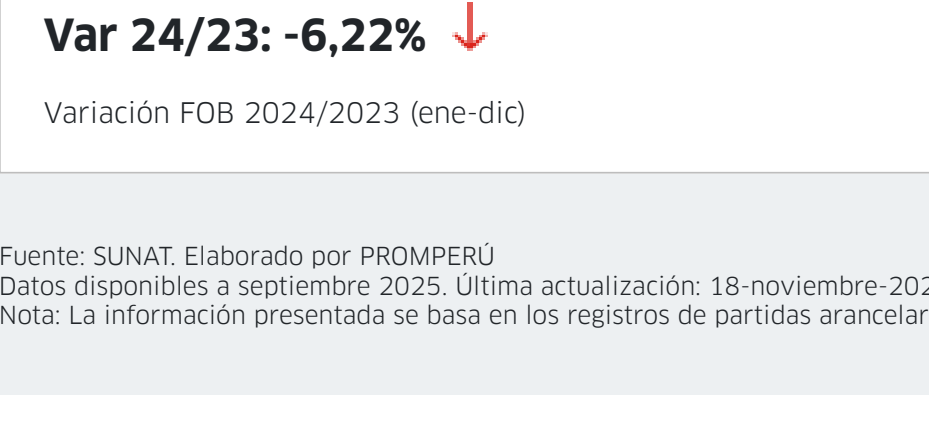 Var 24/23: -6,22%
Variación FOB 2024/2023 (ene-dic)
Fuente: SUNAT. Elaborado por PROMPERÚ
Datos disponibles a septiembre 2025. Última actualización: 18-noviembre-202
Nota: La información presentada se basa en los registros de partidas arancelar